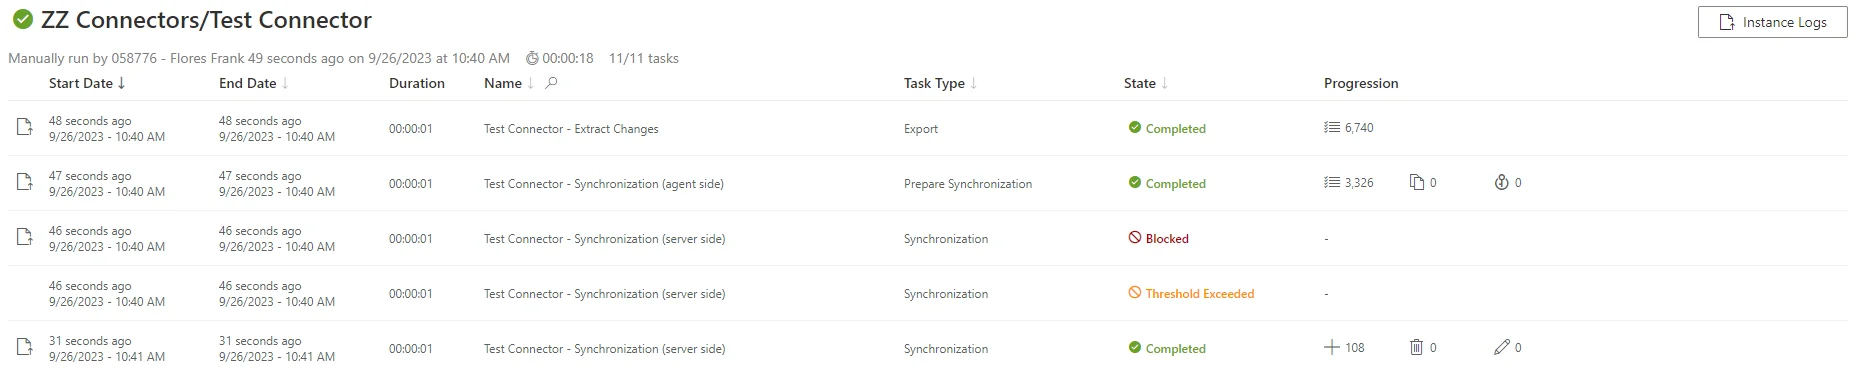 ZZ Connectors/Test Connector
Instance Logs
Manually run by 058776 - Flores Frank 49 seconds ago on 9/26/2023 at 10:40 AM 00:00:18 11/11 tasks
Start Date End Date Duration Name Task Type State Progression
48 seconds ago 48 seconds ago
9/26/2023 - 10:40 AM 9/26/2023 - 10:40 AM 00:00:01 Test Connector - Extract Changes Export Completed 6,740
47 seconds ago 47 seconds ago
9/26/2023 - 10:40 AM 9/26/2023 - 10:40 AM 00:00:01 Test Connector - Synchronization (agent side) Prepare Synchronization Completed 3,326 0 0
46 seconds ago 46 seconds ago
9/26/2023 - 10:40 AM 9/26/2023 - 10:40 AM 00:00:01 Test Connector - Synchronization (server side) Synchronization Blocked -
46 seconds ago 46 seconds ago
9/26/2023 - 10:40 AM 9/26/2023 - 10:40 AM 00:00:01 Test Connector - Synchronization (server side) Synchronization Threshold Exceeded -
31 seconds ago 31 seconds ago
9/26/2023 - 10:41 AM 9/26/2023 - 10:41 AM 00:00:01 Test Connector - Synchronization (server side) Synchronization Completed 108 0 0